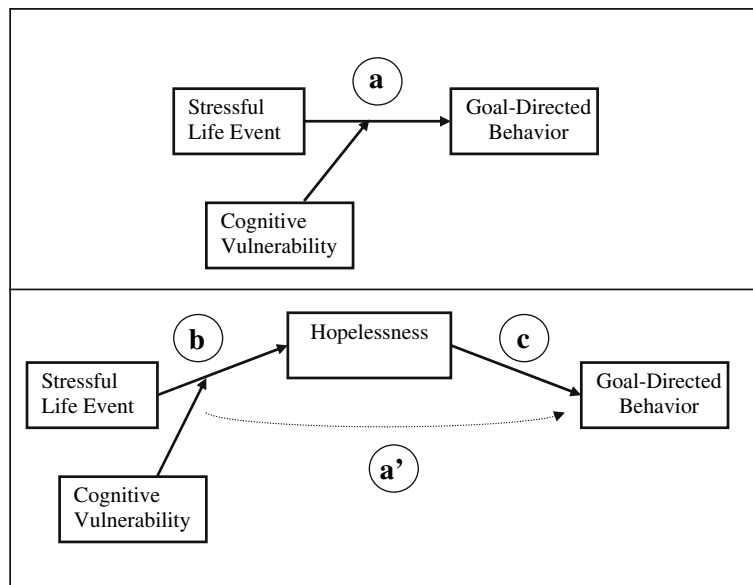 a
Stressful
Life Event
Goal-Directed
Behavior
Cognitive
Vulnerability
b
Hopelessness
c
Stressful
Life Event
Goal-Directed
Behavior
a’
Cognitive
Vulnerability